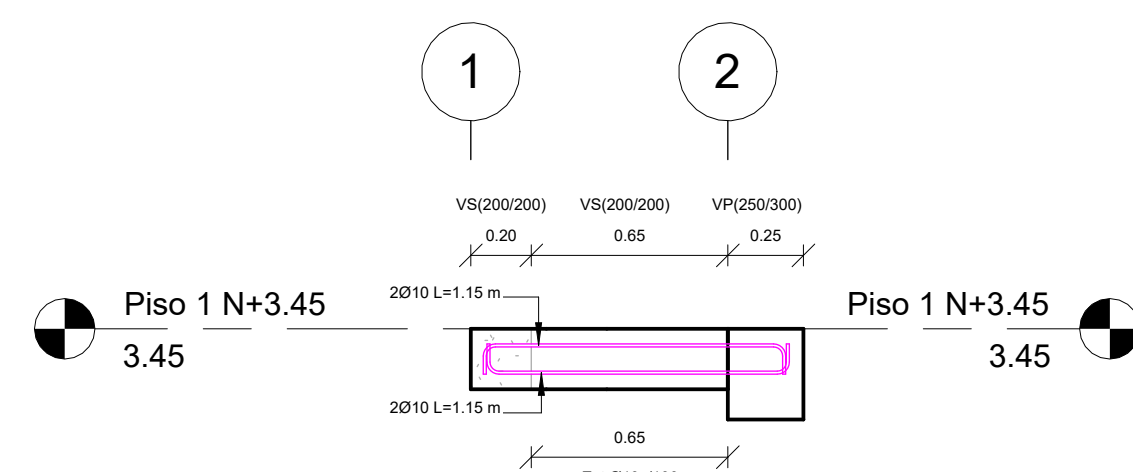 1 2
VS(200/200) VS(200/200) VP(250/300)
0.20 0.65 0.25
2Ø10 L=1.15 m
Piso 1 N+3.45 Piso 1 N+3.45
3.45 3.45
2Ø10 L=1.15 m
0.65